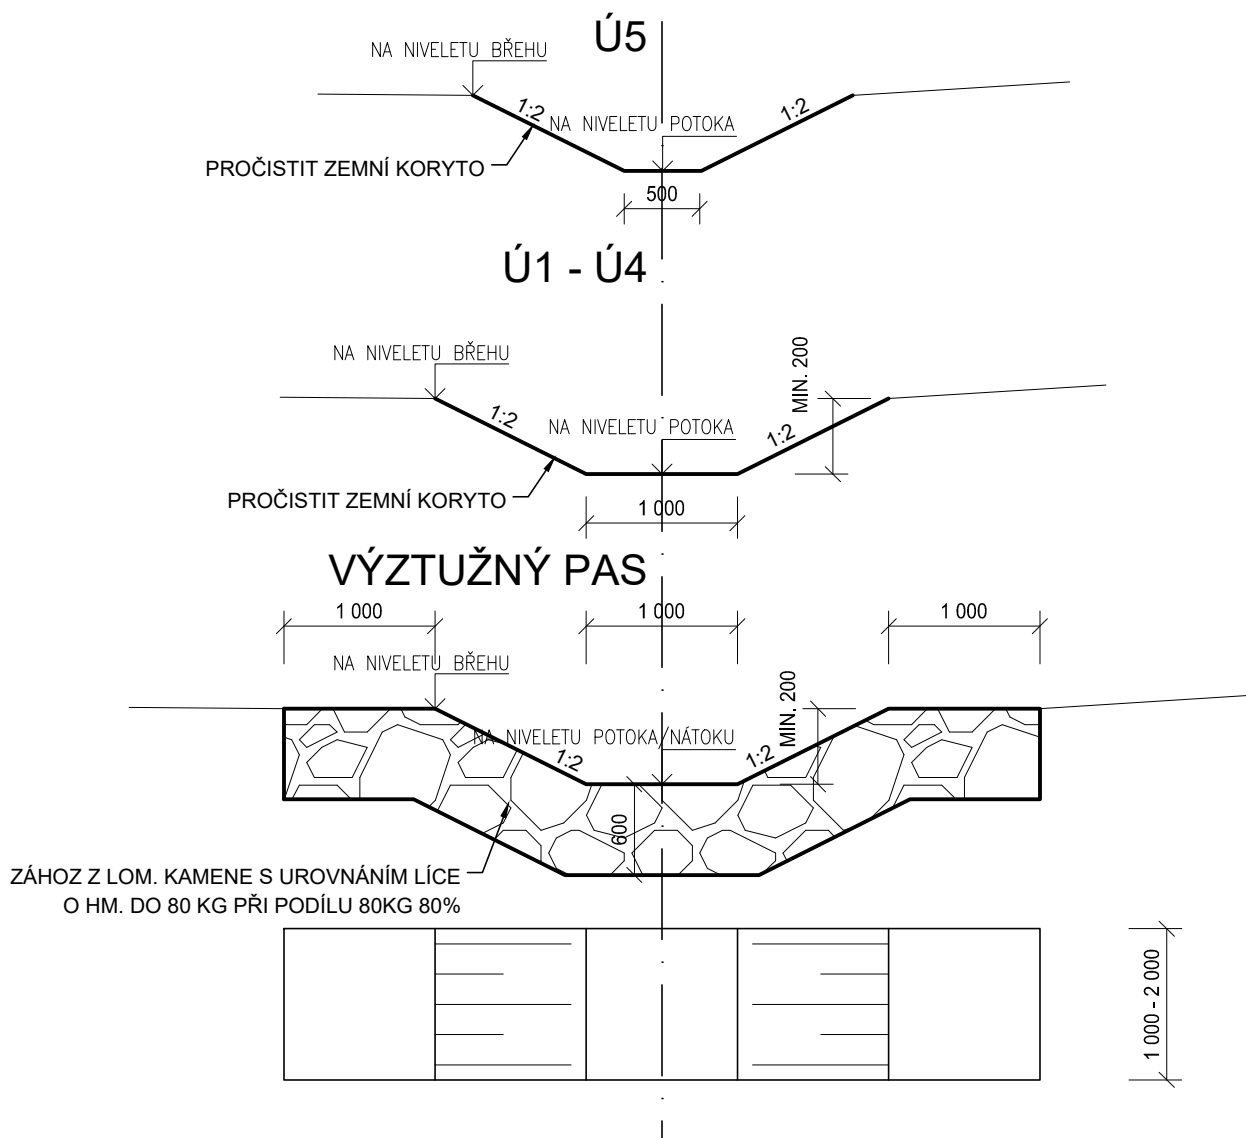 Ú5
NA NIVELETU BŘEHU
1:2
1:2
NA NIVELETU POTOKA
PROČISTIT ZEMNÍ KORYTO
500
Ú1 - Ú4
NA NIVELETU BŘEHU
MIN. 200
1:2
NA NIVELETU POTOKA
1:2
PROČISTIT ZEMNÍ KORYTO
1 000
VÝZTUŽNÝ PAS
1 000
1 000
1 000
NA NIVELETU BŘEHU
MIN. 200
NA NIVELETU POTOKA/NÁTOKU
1:2
1:2
600
ZÁHOZ Z LOM. KAMENE S UROVNÁNÍM LÍCE
O HM. DO 80 KG PŘI PODÍLU 80KG 80%
1 000 - 2 000